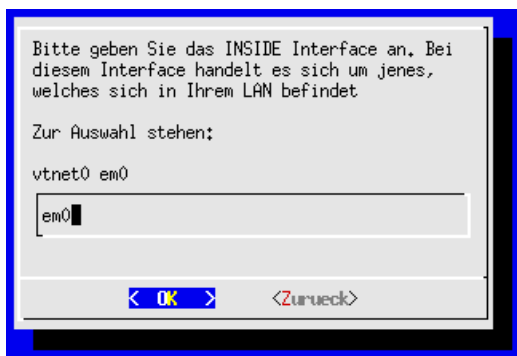 Bitte geben Sie das INSIDE Interface an. Bei
diesem Interface handelt es sich um jenes,
welches sich in Ihrem LAN befindet
Zur Auswahl stehen:
vtnet0 em0
em0
< OK > <Zurueck>